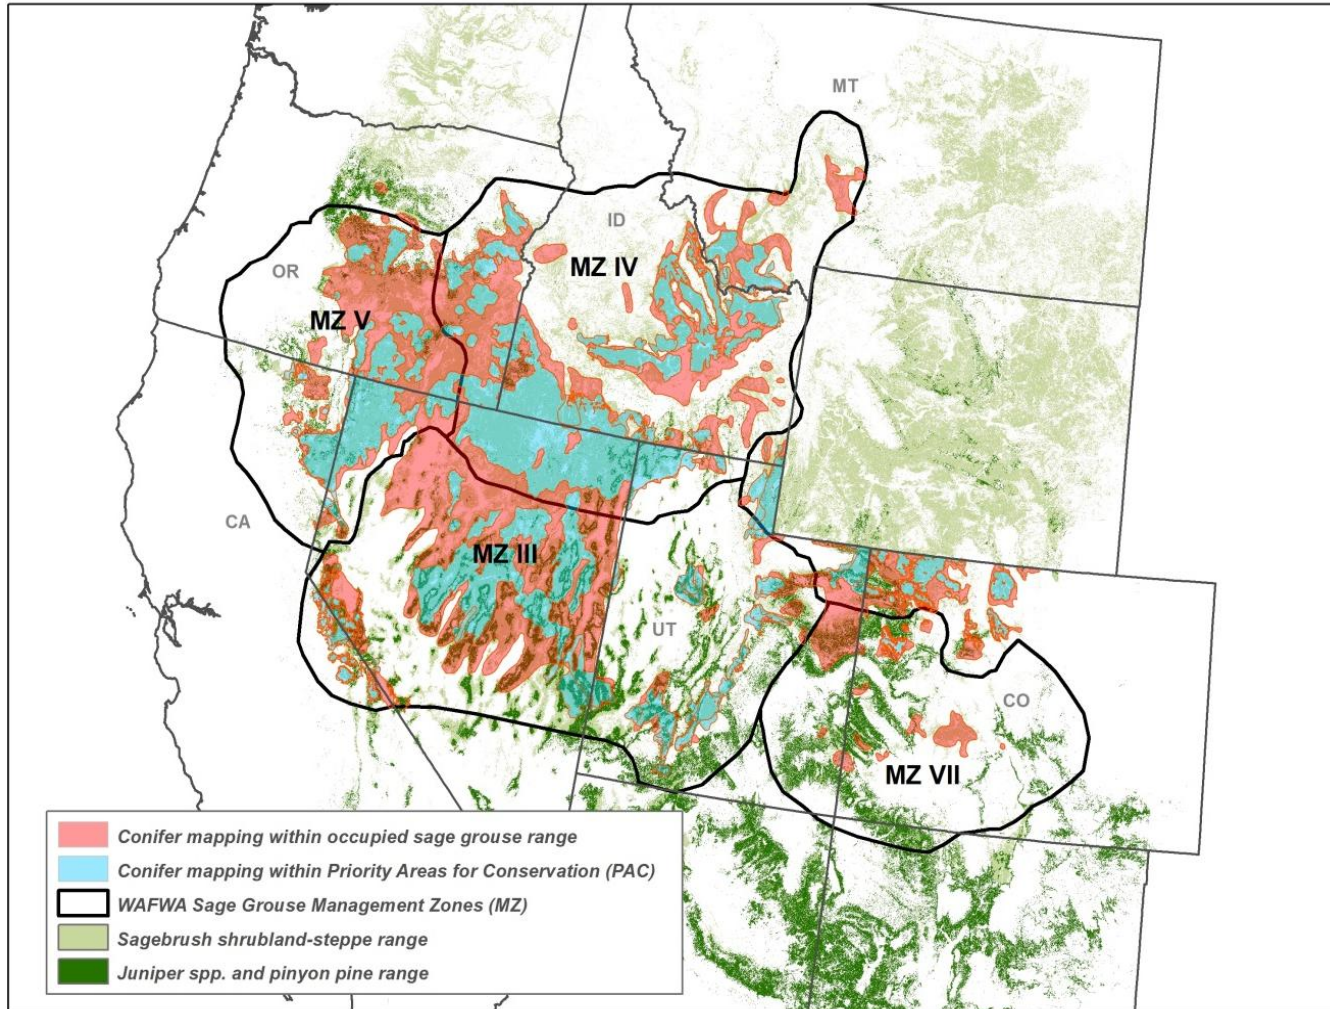 MT
ID
MZ IV
OR
MZ V
CA
MZ III
UT
CO
MZ VII
Conifer mapping within occupied sage grouse range
Conifer mapping within Priority Areas for Conservation (PAC)
WAFWA Sage Grouse Management Zones (MZ)
Sagebrush shrubland-steppe range
Juniper spp. and pinyon pine range